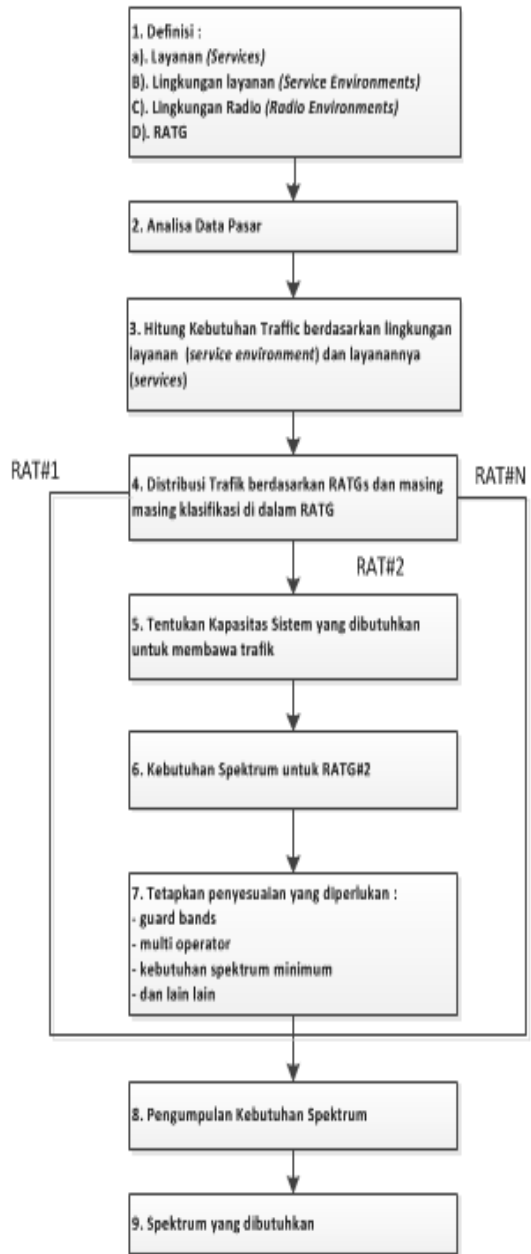 1. Definisi :
a). Layanan (Services)
B). Lingkungan layanan (Service Environments)
C). Lingkungan Radio (Radio Environments)
D). RATG
2. Analisa Data Pasar
3. Hitung Kebutuhan Traffic berdasarkan lingkungan
layanan (service environment) dan layanannya
(services)
RAT#1
RAT#N
4. Distribusi Trafik berdasarkan RATGs dan masing
masing klasifikasi di dalam RATG
RAT#2
5. Tentukan Kapasitas Sistem yang dibutuhkan
untuk membawa trafik
6. Kebutuhan Spektrum untuk RATG#2
7. Tetapkan penyesuaian yang diperlukan :
- guard bands
- multi operator
- kebutuhan spektrum minimum
- dan lain lain
8. Pengumpulan Kebutuhan Spektrum
9. Spektrum yang dibutuhkan